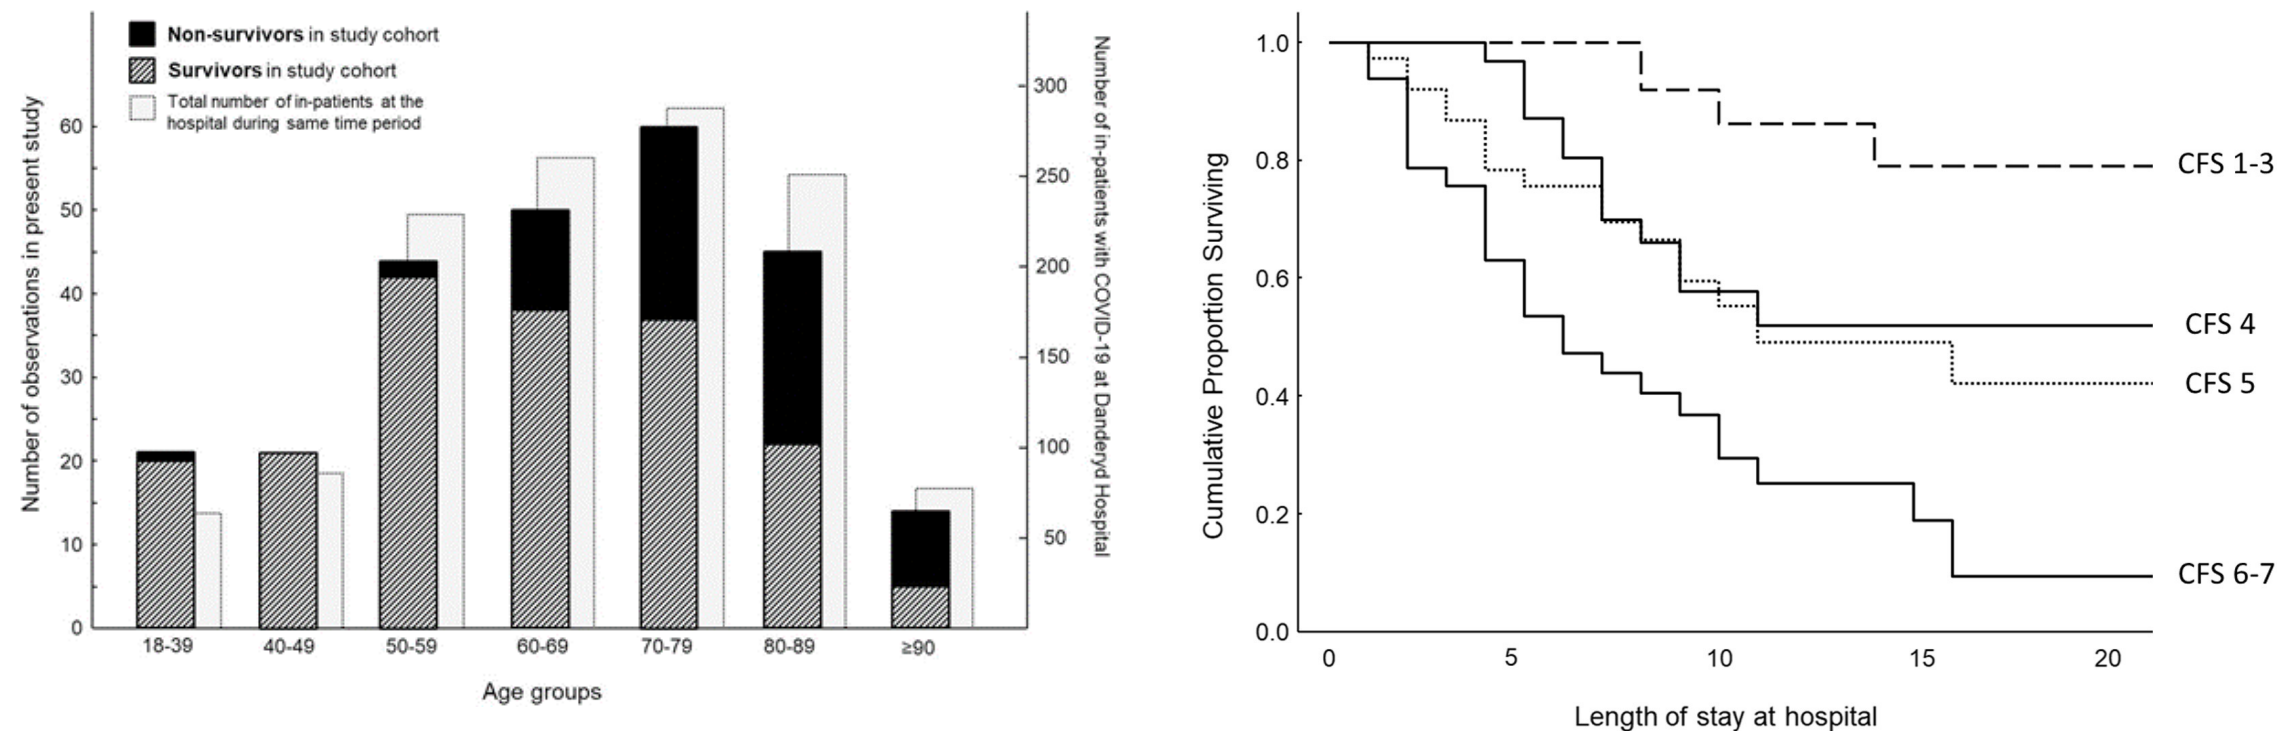 Non-survivors in study cohort
Survivors in study cohort
Total number of in-patients at the
hospital during same time period
Number of observations in present study
60
50
40
30
20
10
0
300
250
200
150
100
50
Number of in-patients with COVID-19 at Danderyd Hospital
18-39 40-49 50-59 60-69 70-79 80-89 ≥90
Age groups
Cumulative Proportion Surviving
1.0
0.8
0.6
0.4
0.2
0.0
CFS 1-3
CFS 4
CFS 5
CFS 6-7
0 5 10 15 20
Length of stay at hospital